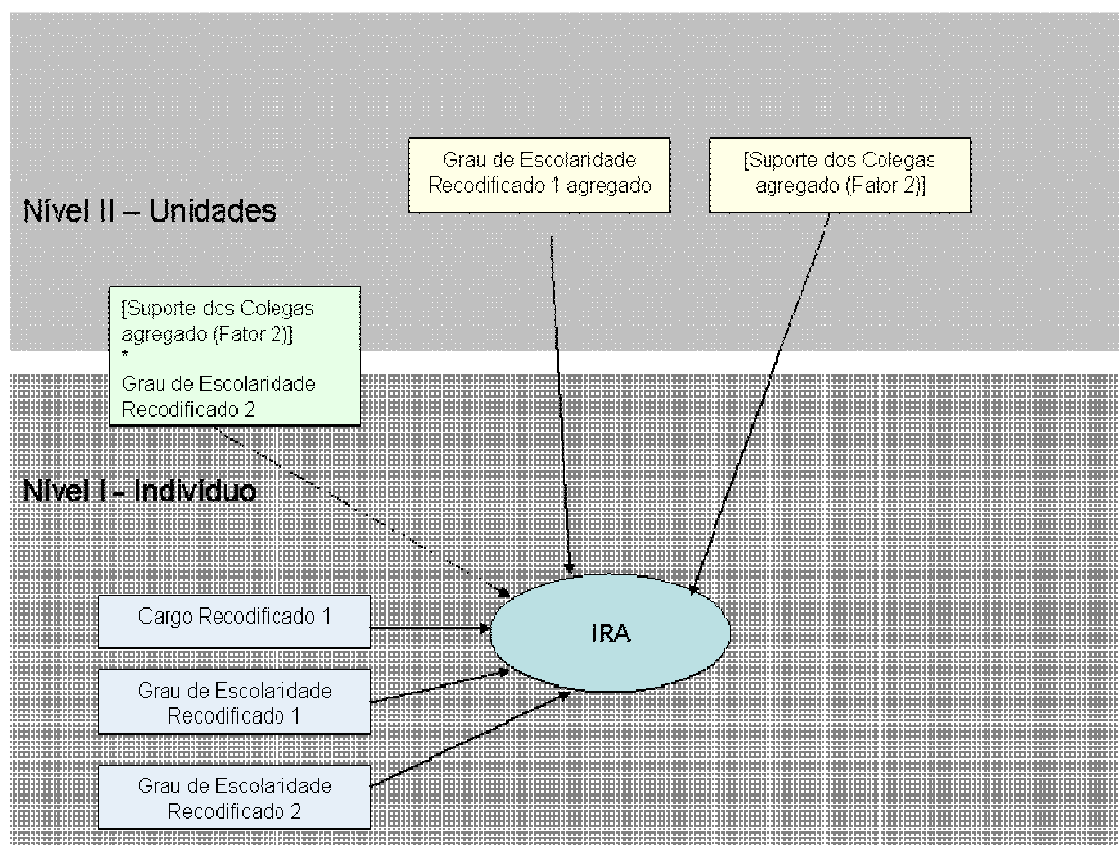 Grau de Escolaridade
Recodificado 1 agregado
[Suporte dos Colegas
agregado (Fator 2)]
Nível II – Unidades
[Suporte dos Colegas
agregado (Fator 2)]
*
Grau de Escolaridade
Recodificado 2
Nível I - Indivíduo
Cargo Recodificado 1
IRA
Grau de Escolaridade
Recodificado 1
Grau de Escolaridade
Recodificado 2